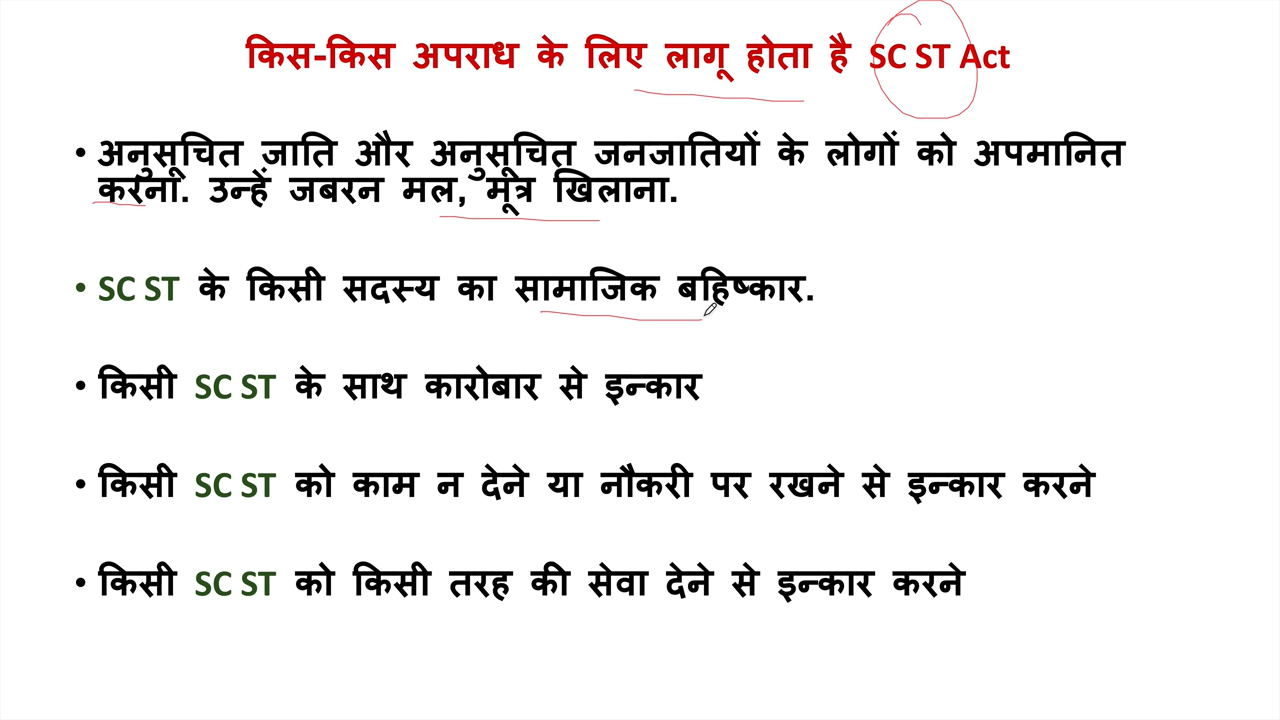 किस-किस अपराध के लिए लागू होता है SC ST Act
• अनुसूचित जाति और अनुसूचित जनजातियों के लोगों को अपमानित
करना. उन्हें जबरन मल, मूत्र खिलाना.
• SC ST के किसी सदस्य का सामाजिक बहिष्कार.
• किसी SC ST के साथ कारोबार से इन्कार
• किसी SC ST को काम न देने या नौकरी पर रखने से इन्कार करने
• किसी SC ST को किसी तरह की सेवा देने से इन्कार करने